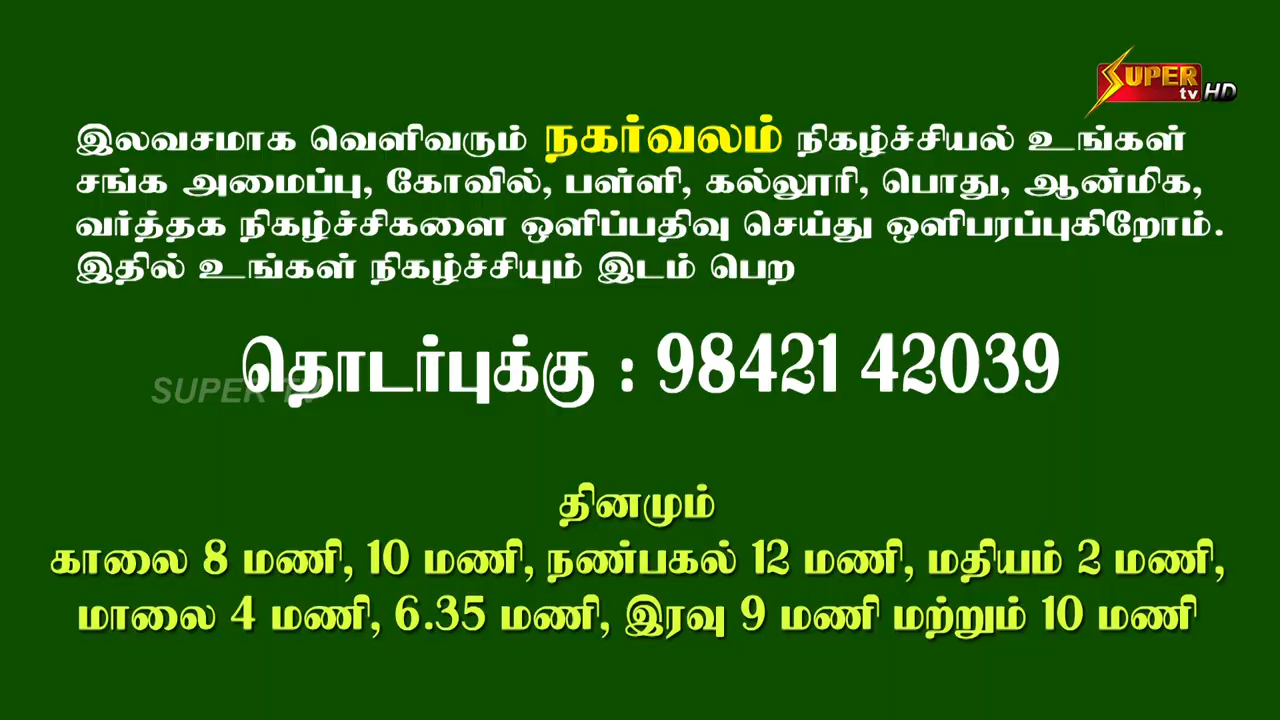 SUPER
tv HD
இலவசமாக வெளிவரும் நகர்வலம் நிகழ்ச்சியல் உங்கள்
சங்க அமைப்பு, கோவில், பள்ளி, கல்லூரி, பொது, ஆன்மிக,
வர்த்தக நிகழ்ச்சிகளை ஒளிப்பதிவு செய்து ஒளிபரப்புகிறோம்.
இதில் உங்கள் நிகழ்ச்சியும் இடம் பெற
தொடர்புக்கு : 98421 42039
SUPER TV
தினமும்
காலை 8 மணி, 10 மணி, நண்பகல் 12 மணி, மதியம் 2 மணி,
மாலை 4 மணி, 6.35 மணி, இரவு 9 மணி மற்றும் 10 மணி